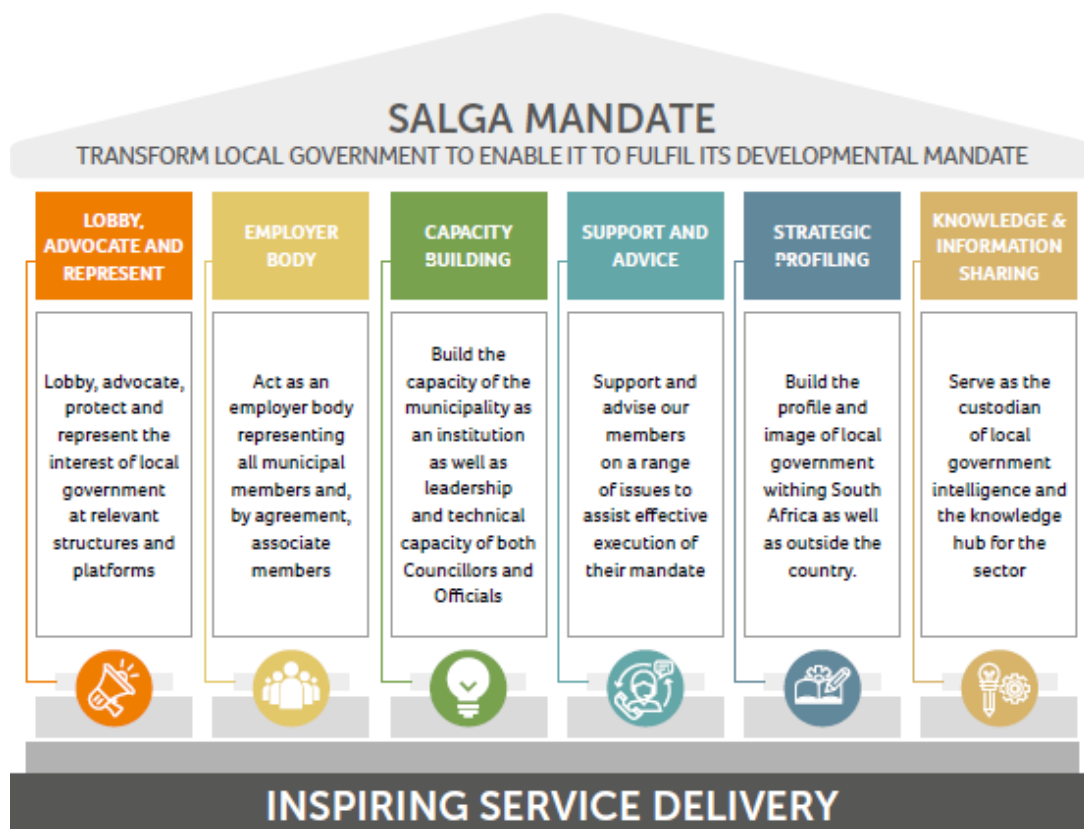 SALGA MANDATE
TRANSFORM LOCAL GOVERNMENT TO ENABLE IT TO FULFIL ITS DEVELOPMENTAL MANDATE
LOBBY,
ADVOCATE AND
REPRESENT
Lobby, advocate,
protect and
represent the
interest of local
government
at relevant
structures and
platforms
EMPLOYER
BODY
Act as an
employer body
representing
all municipal
members and,
by agreement,
associate
members
CAPACITY
BUILDING
Build the
capacity of the
municipality as
an institution
as well as
leadership
and technical
capacity of both
Councillors and
Officials
SUPPORT AND
ADVICE
Support and
advise our
members
on a range
of issues to
assist effective
execution of
their mandate
STRATEGIC
PROFILING
Build the
profile and
image of local
government
withing South
Africa as well
as outside the
country.
KNOWLEDGE &
INFORMATION
SHARING
Serve as the
custodian
of local
government
intelligence and
the knowledge
hub for the
sector
INSPIRING SERVICE DELIVERY